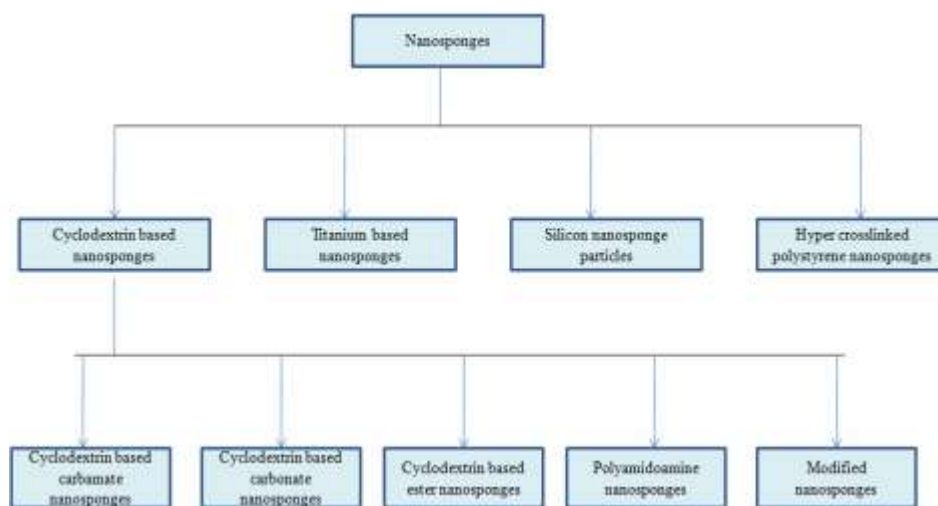 Nanosponges
Cyclodextrin based
nanosponges
Titanium based
nanosponges
Silicon nanosponge
particles
Hyper crosslinked
polystyrene nanosponges
Cyclodextrin based
carbamate
nanosponges
Cyclodextrin based
carbonate nanosponges
Cyclodextrin based
ester nanosponges
Polyamidoamine
nanosponges
Modified
nanosponges